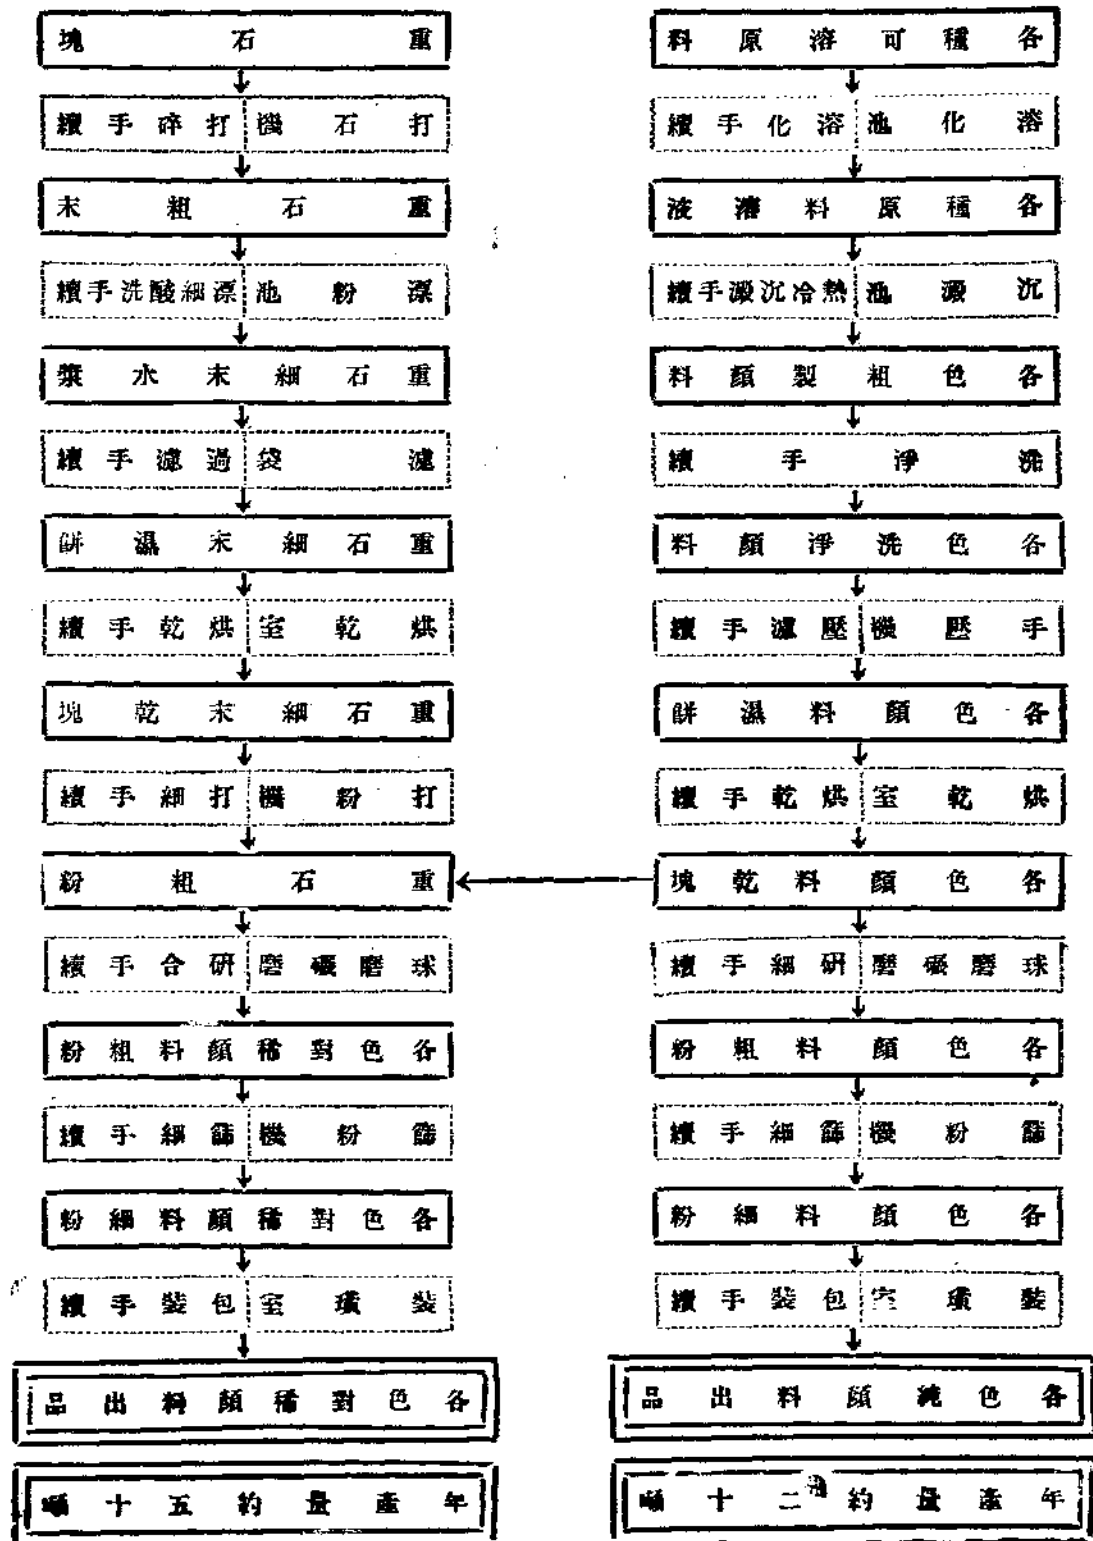 各種可溶原料
溶化池 溶化手續
各種原料溶液
沉澱池 熱冷沉澱手續
各色粗製顏料
洗淨手續
各色洗淨顏料
手壓機 壓濾手續
各色顏料濕餅
烘乾室 烘乾手續
各色顏料乾塊
球磨碾磨 研細手續
各色顏料粗粉
篩粉機 篩細手續
各色顏料細粉
裝璜室 包裝手續
各色純顏料出品
年產量約二十噸
重石塊
打石機 打碎手續
重石粗末
漂粉池 漂細酸洗手續
重石細末水漿
濾袋 過濾手續
重石細末濕餅
烘乾室 烘乾手續
重石細末乾塊
打粉機 打細手續
重石粗粉
球磨碾磨 研合手續
各色對稀顏料粗粉
篩粉機 篩細手續
各色對稀顏料細粉
裝璜室 包裝手續
各色對稀顏料出品
年產量約五十噸